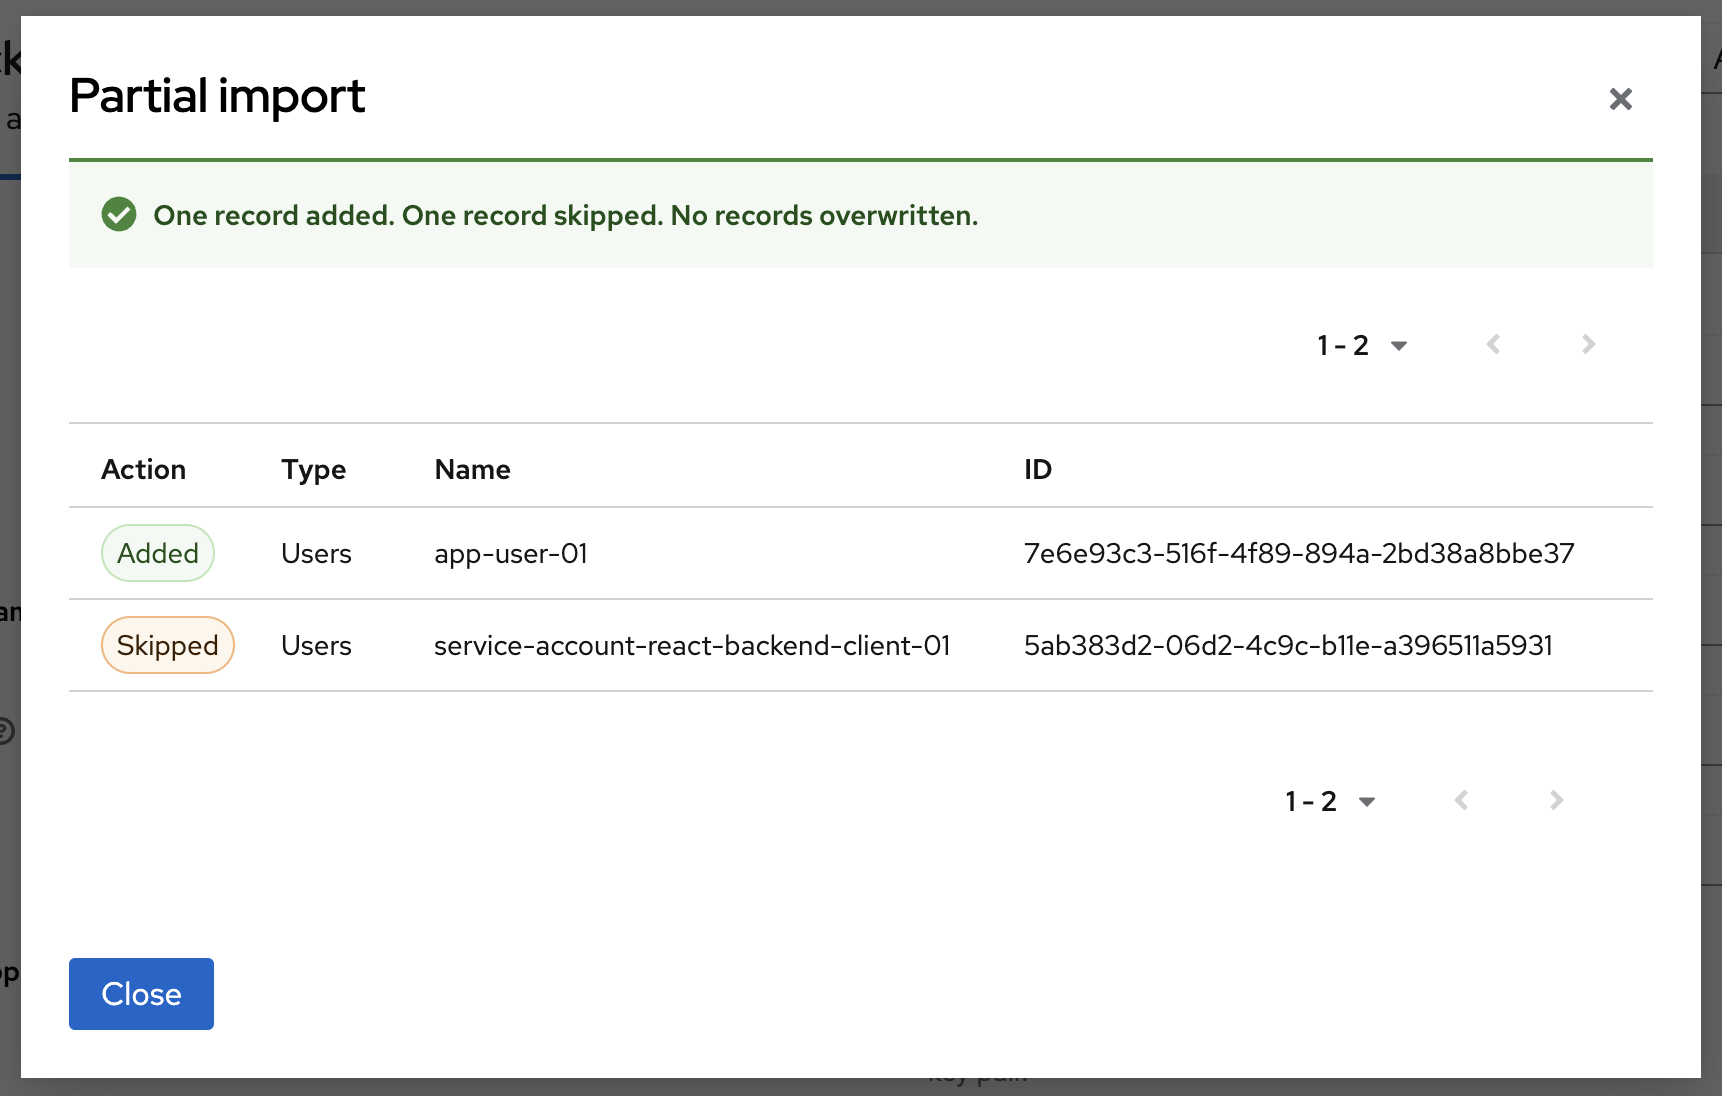 Partial import
One record added. One record skipped. No records overwritten.
1 - 2
Action Type Name ID
Added Users app-user-01 7e6e93c3-516f-4f89-894a-2bd38a8bbe37
Skipped Users service-account-react-backend-client-01 5ab383d2-06d2-4c9c-b11e-a396511a5931
1 - 2
Close